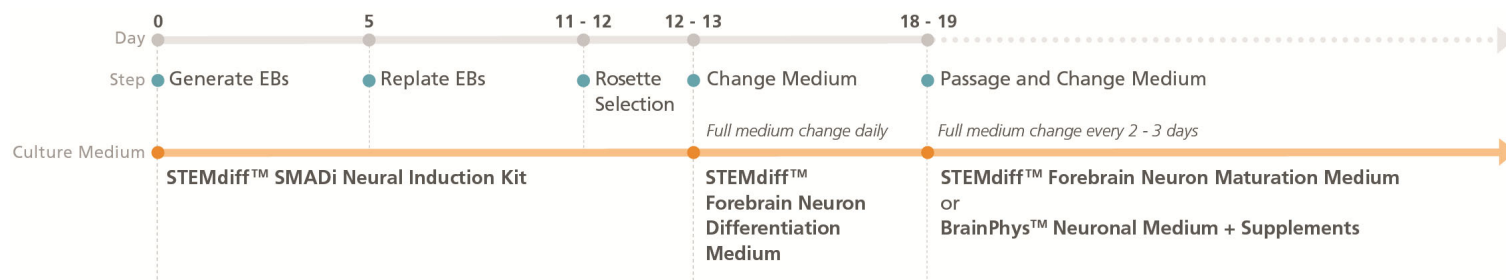 0 5 11 - 12 12 - 13 18 - 19
Day
Step Generate EBs Replate EBs Rosette Change Medium Passage and Change Medium
Selection
Full medium change daily Full medium change every 2 - 3 days
Culture Medium
STEMdiff™ SMADi Neural Induction Kit
STEMdiff™
Forebrain Neuron
Differentiation
Medium
STEMdiff™ Forebrain Neuron Maturation Medium
or
BrainPhys™ Neuronal Medium + Supplements